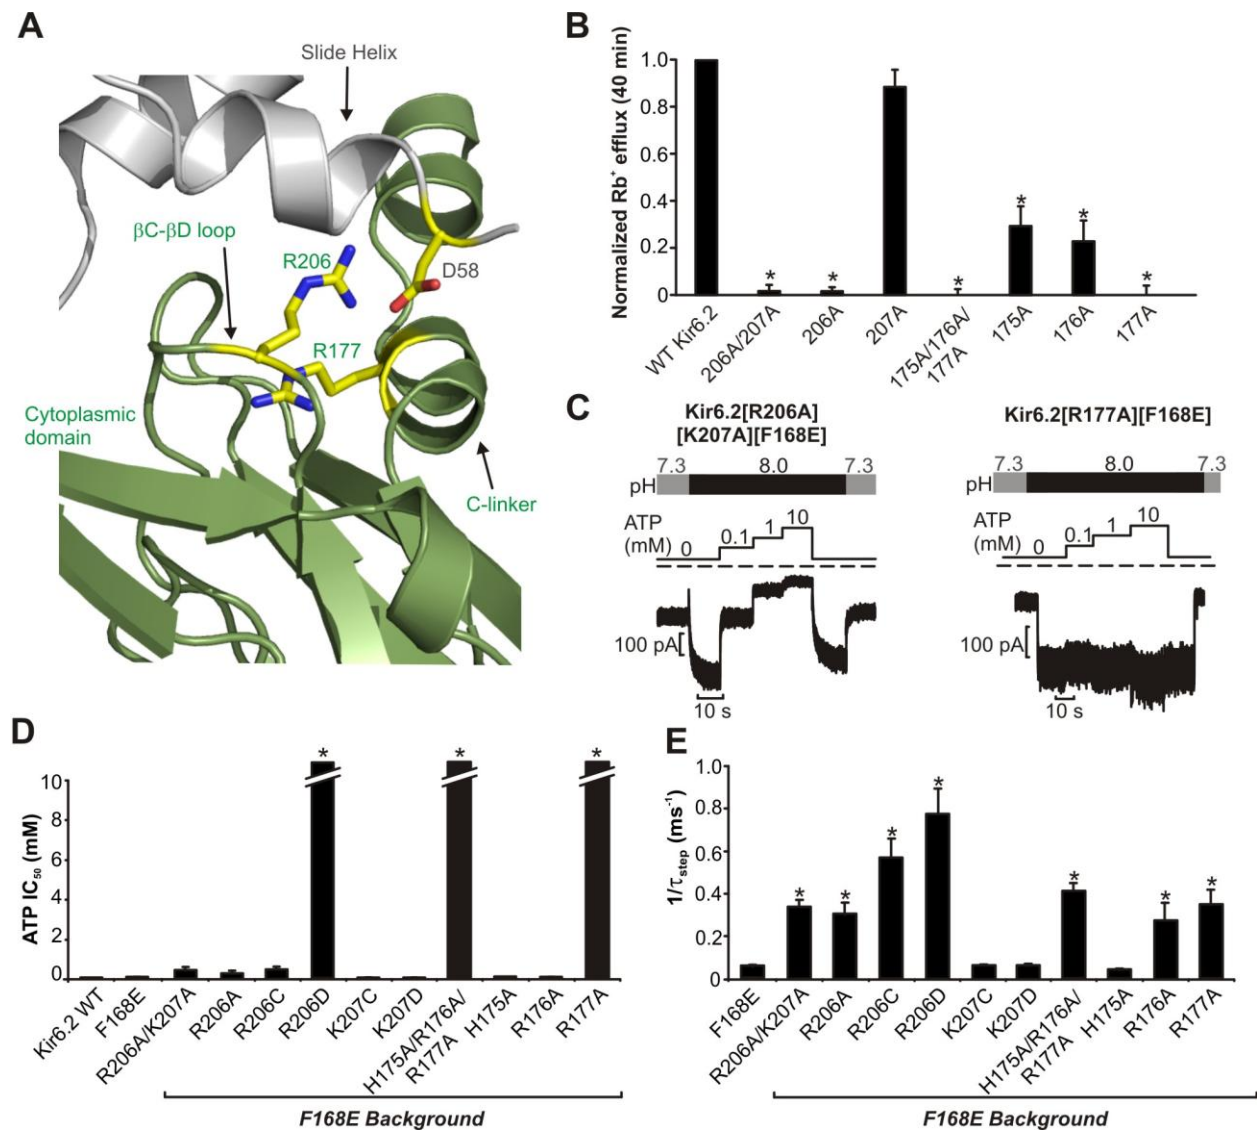 A
Slide Helix
βC-βD loop
R206
D58
R177
Cytoplasmic
domain
C-linker
B
Normalized Rb⁺ efflux (40 min)
1.0
0.8
0.6
0.4
0.2
0
* * * * * *
WT Kir6.2
206A/207A
206A
207A
175A/176A/
177A
175A
176A
177A
C
Kir6.2[R206A]
[K207A][F168E]
7.3 8.0 7.3
pH
ATP
(mM)
0 0.1 1 10
100 pA
10 s
Kir6.2[R177A][F168E]
7.3 8.0 7.3
pH
ATP
(mM)
0 0.1 1 10
100 pA
10 s
D
ATP IC₅₀ (mM)
10
8
6
4
2
0
* * *
Kir6.2 WT
F168E
R206A/K207A
R206A
R206C
R206D
K207C
K207D
H175A/R176A/
R177A
H175A
R176A
R177A
F168E Background
E
1/τstep (ms⁻¹)
1.0
0.8
0.6
0.4
0.2
0
* * * * * * *
F168E
R206A/K207A
R206A
R206C
R206D
K207C
K207D
H175A/R176A/
R177A
H175A
R176A
R177A
F168E Background